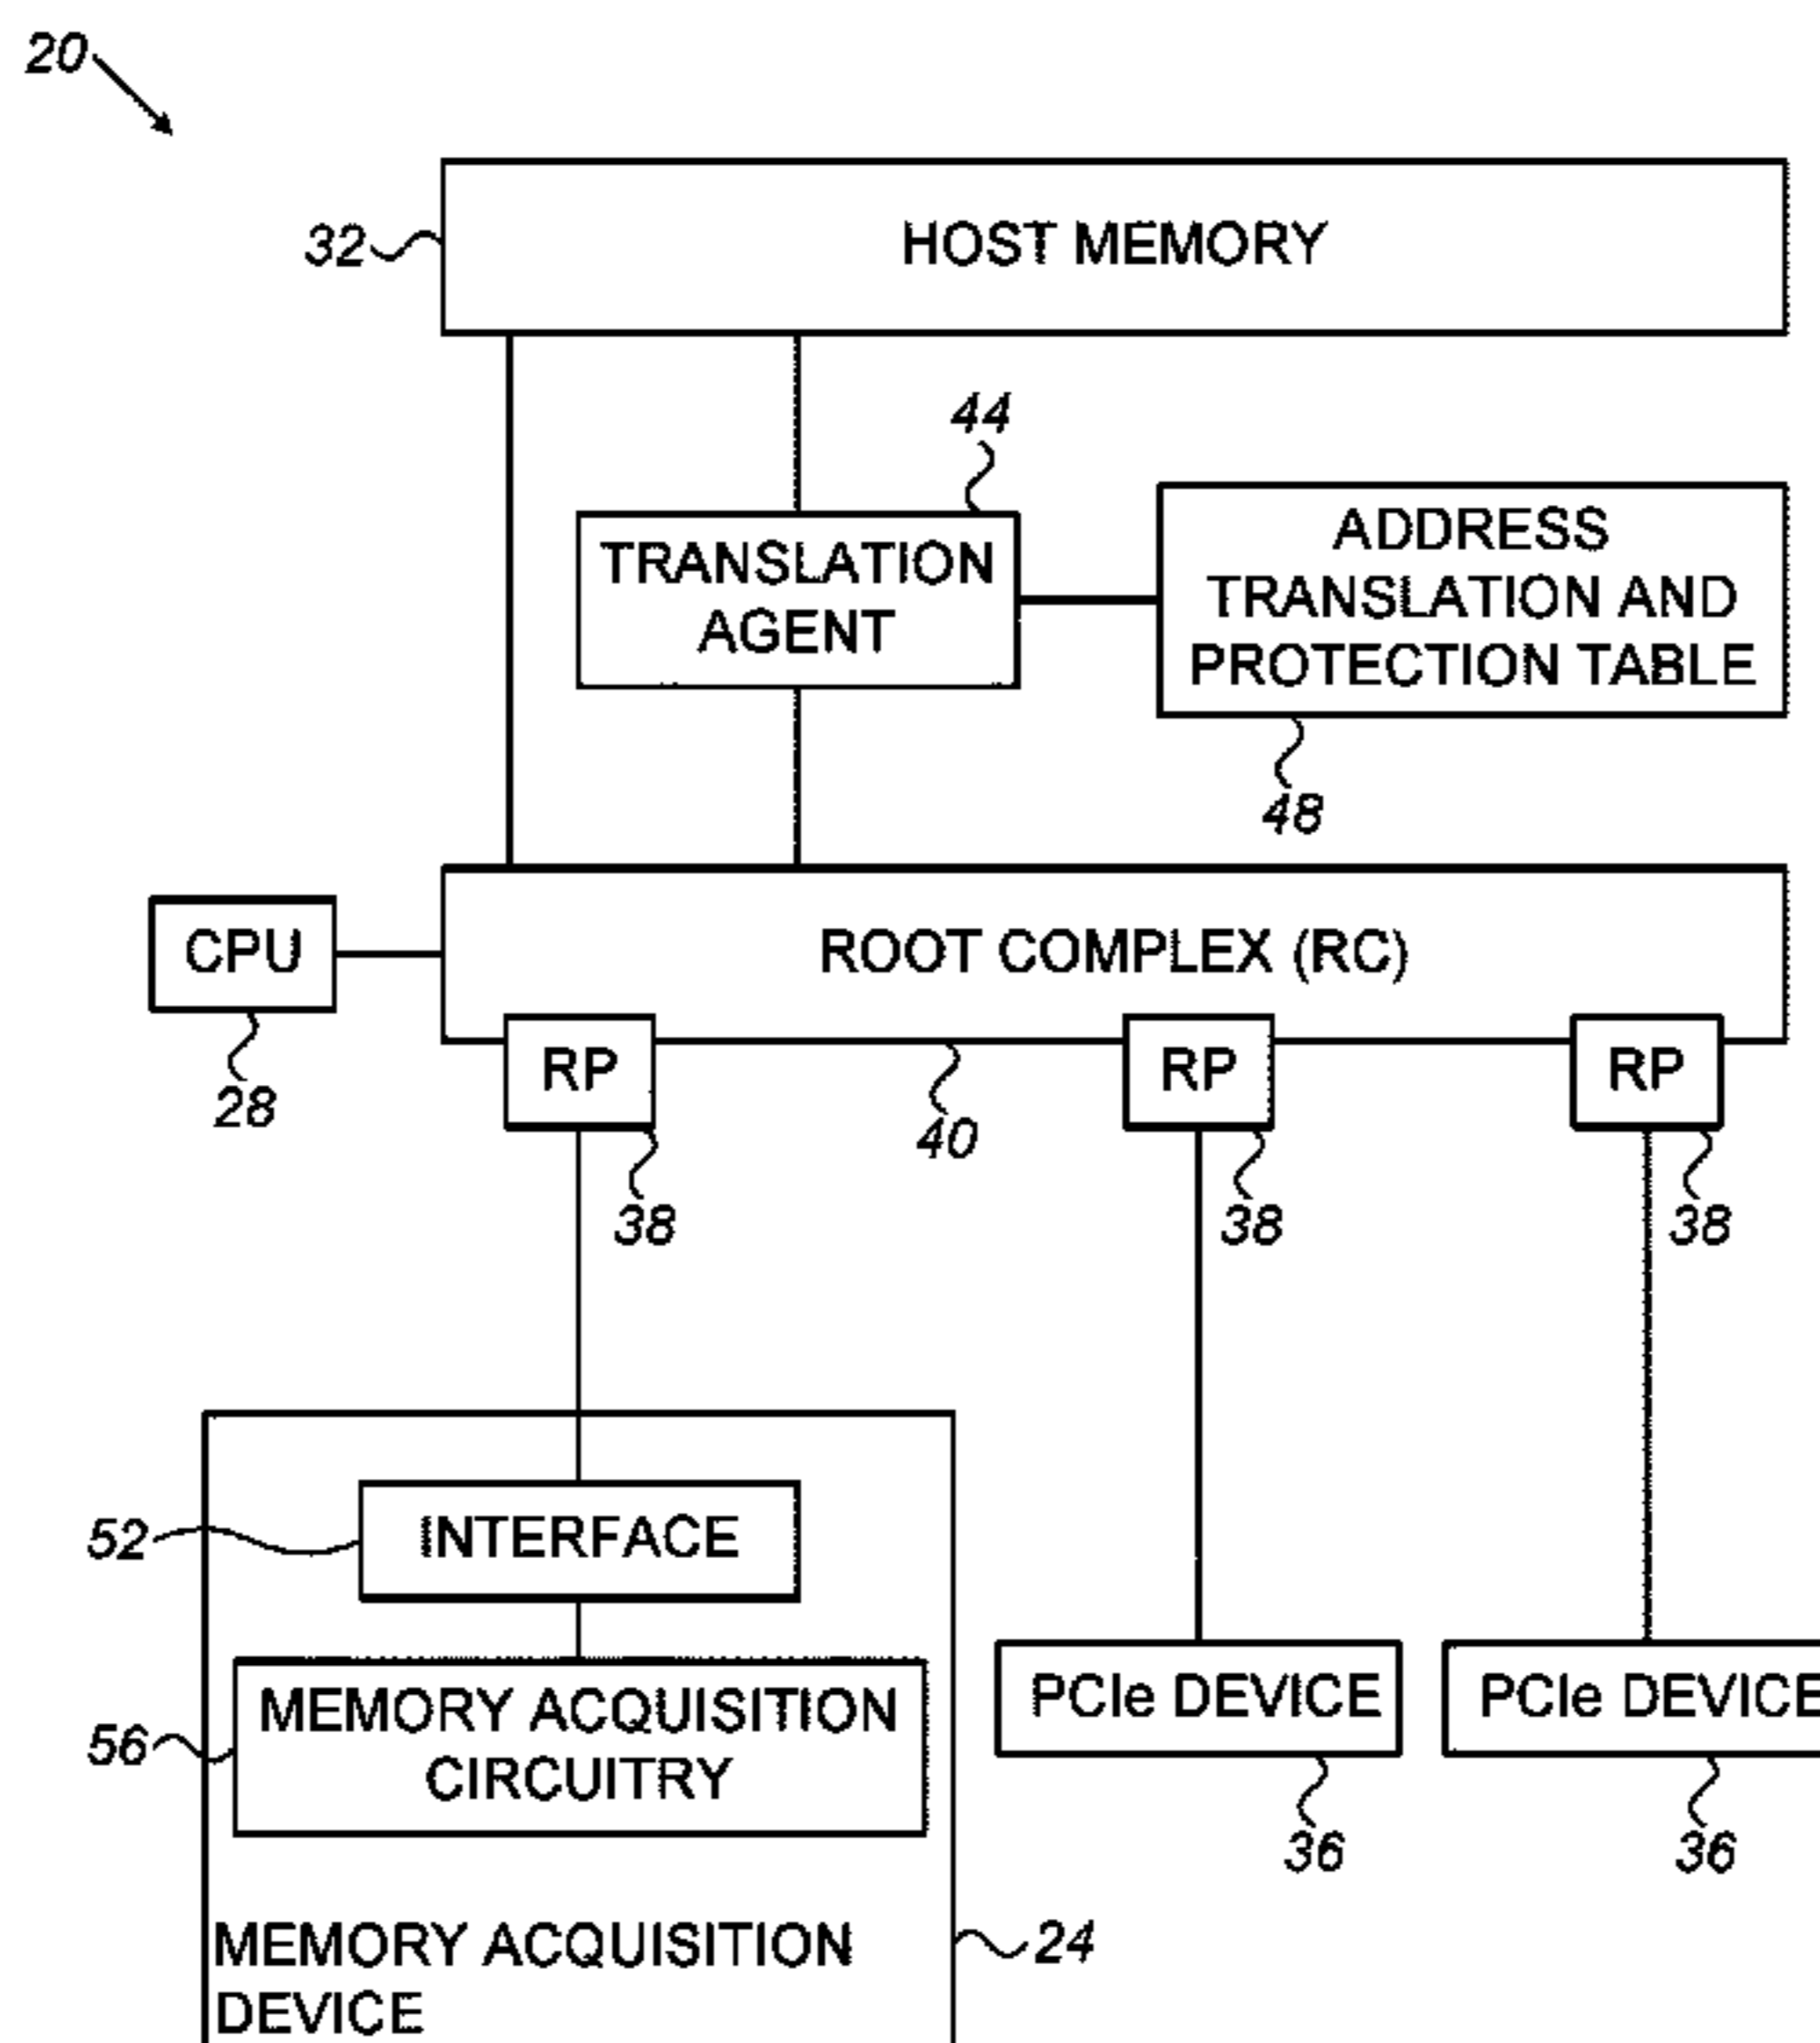 20
32
HOST MEMORY
44
TRANSLATION
AGENT
ADDRESS
TRANSLATION AND
PROTECTION TABLE
48
CPU
28
ROOT COMPLEX (RC)
RP
RP
RP
38
40
38
38
52
INTERFACE
56
MEMORY ACQUISITION
CIRCUITRY
PCIe DEVICE
PCIe DEVICE
36
36
MEMORY ACQUISITION
DEVICE
24